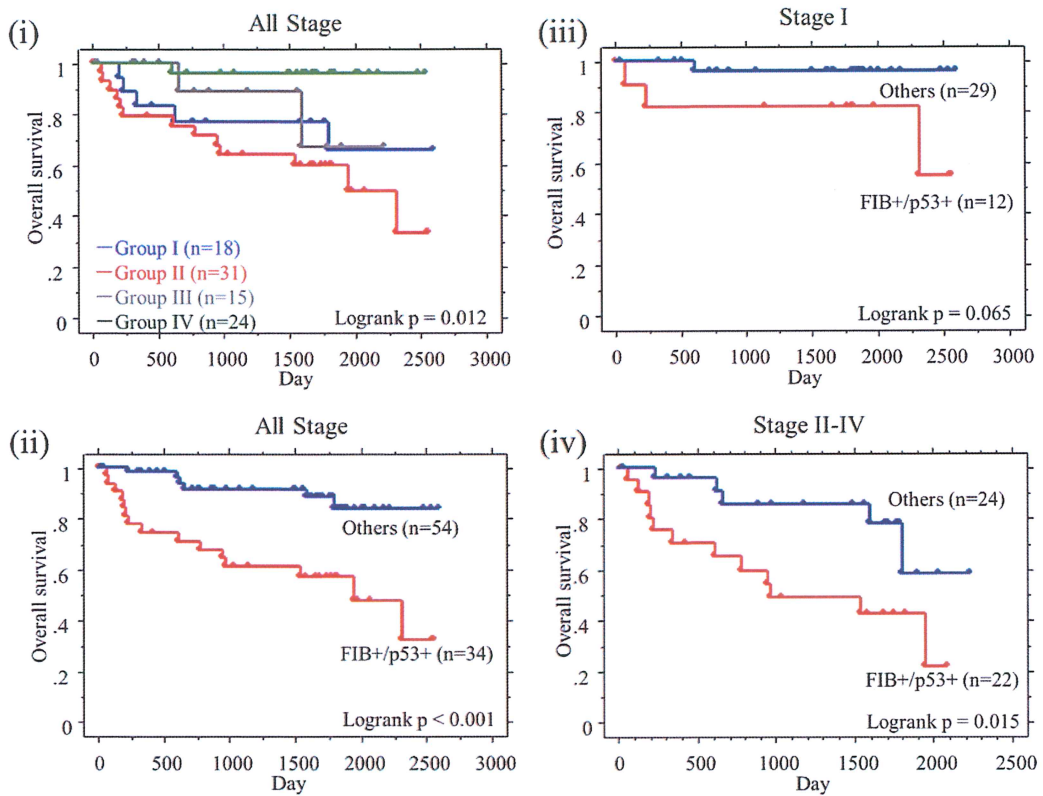 (i)
All Stage
Overall survival
1
.8
.6
.4
.2
0
Group I (n=18)
Group II (n=31)
Group III (n=15)
Group IV (n=24)
Logrank p = 0.012
0 500 1000 1500 2000 2500 3000
Day
(iii)
Stage I
Overall survival
1
.8
.6
.4
.2
0
Others (n=29)
FIB+/p53+ (n=12)
Logrank p = 0.065
0 500 1000 1500 2000 2500 3000
Day
(ii)
All Stage
Overall survival
1
.8
.6
.4
.2
0
Others (n=54)
FIB+/p53+ (n=34)
Logrank p < 0.001
0 500 1000 1500 2000 2500 3000
Day
(iv)
Stage II-IV
Overall survival
1
.8
.6
.4
.2
0
Others (n=24)
FIB+/p53+ (n=22)
Logrank p = 0.015
0 500 1000 1500 2000 2500
Day